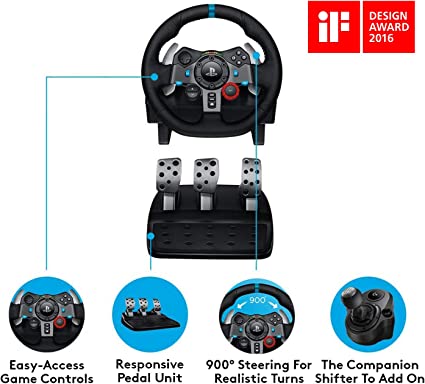 iF
DESIGN
AWARD
2016
900°
Easy-Access
Game Controls
Responsive
Pedal Unit
900° Steering For
Realistic Turns
The Companion
Shifter To Add On